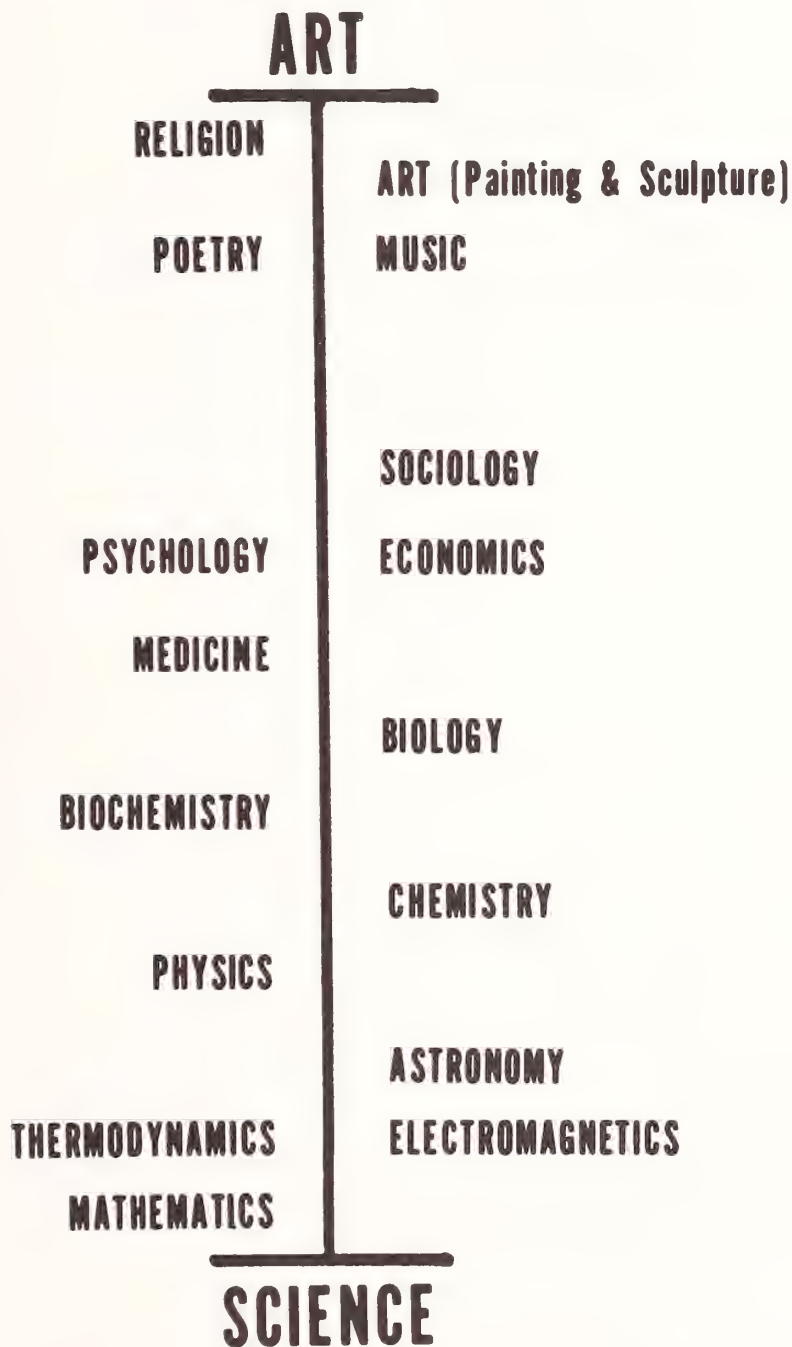 ART
RELIGION
ART (Painting & Sculpture)
POETRY MUSIC
SOCIOLOGY
PSYCHOLOGY ECONOMICS
MEDICINE
BIOLOGY
BIOCHEMISTRY
CHEMISTRY
PHYSICS
ASTRONOMY
THERMODYNAMICS ELECTROMAGNETICS
MATHEMATICS
SCIENCE